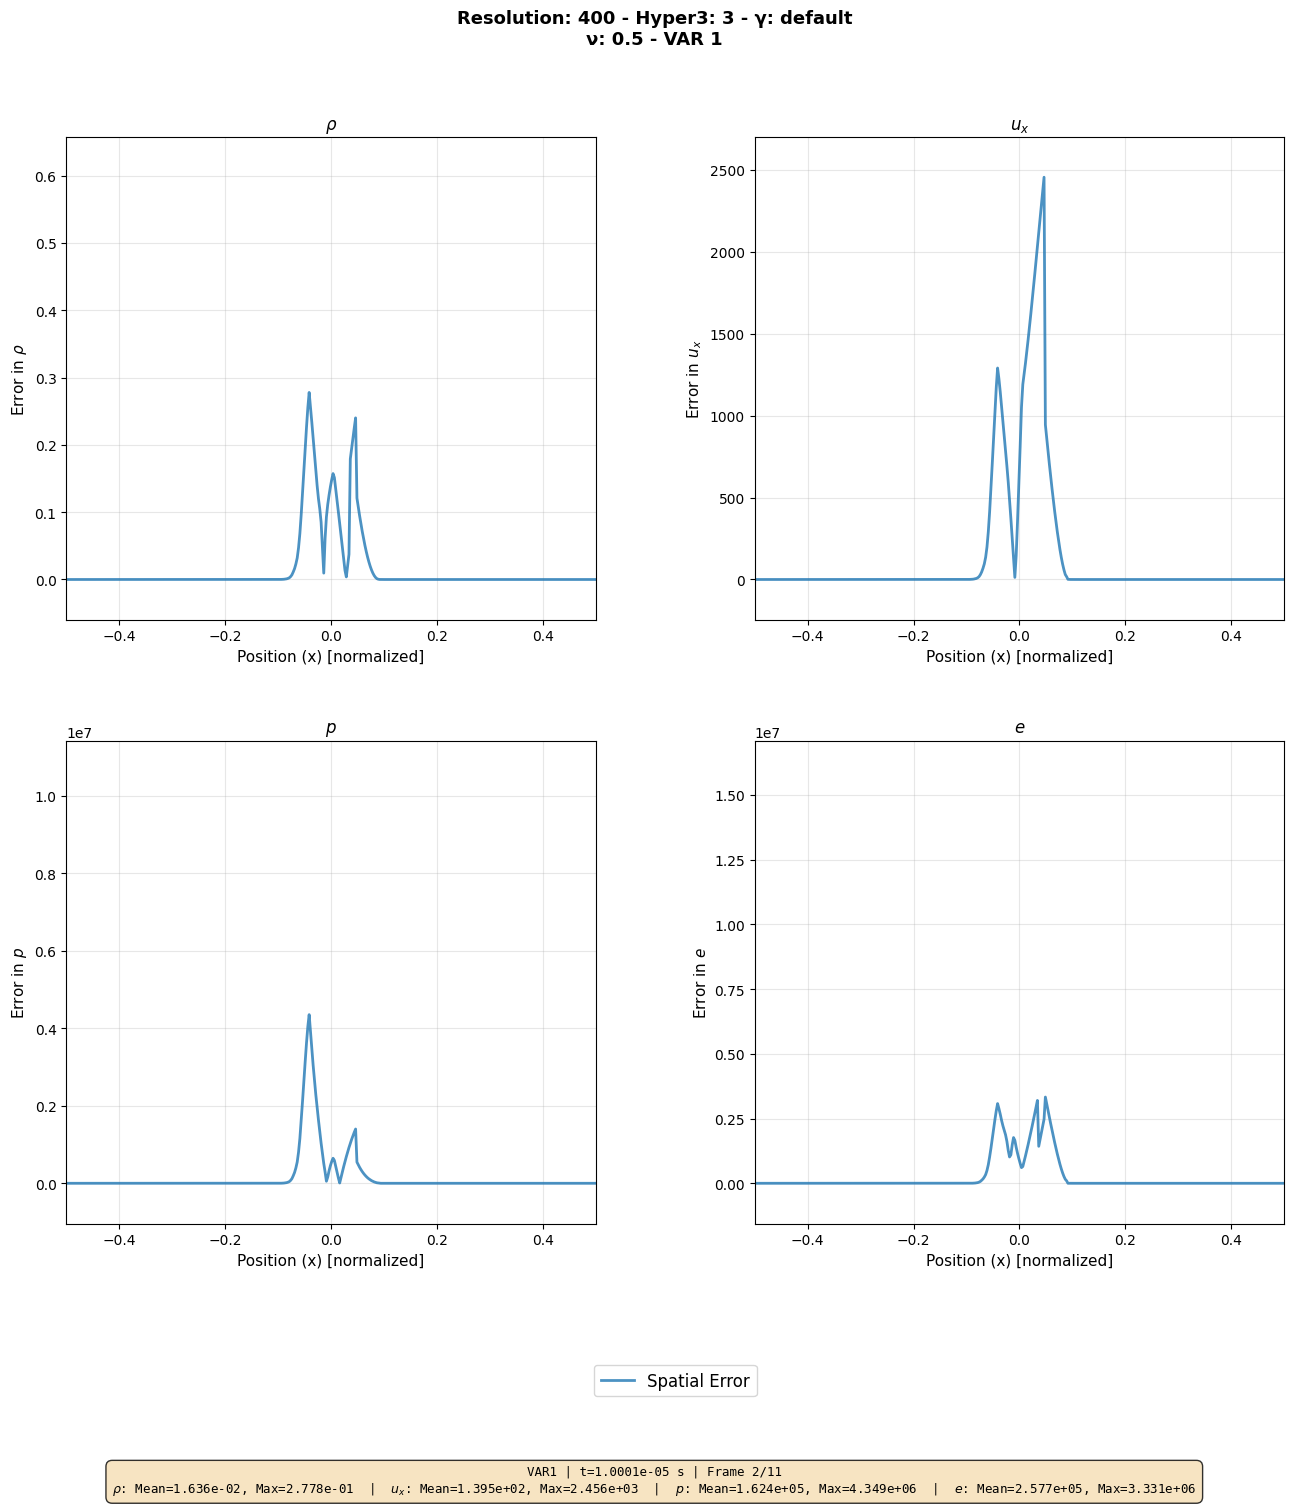 Resolution: 400 - Hyper3: 3 - γ: default
ν: 0.5 - VAR 1
ρ
0.6
0.5
0.4
0.3
0.2
0.1
0.0
Error in ρ
−0.4 −0.2 0.0 0.2 0.4
Position (x) [normalized]
u_x
2500
2000
1500
1000
500
0
Error in u_x
−0.4 −0.2 0.0 0.2 0.4
Position (x) [normalized]
p
1e7
1.0
0.8
0.6
0.4
0.2
0.0
Error in p
−0.4 −0.2 0.0 0.2 0.4
Position (x) [normalized]
e
1e7
1.50
1.25
1.00
0.75
0.50
0.25
0.00
Error in e
−0.4 −0.2 0.0 0.2 0.4
Position (x) [normalized]
Spatial Error
VAR1 | t=1.0001e-05 s | Frame 2/11
ρ: Mean=1.636e-02, Max=2.778e-01 | u_x: Mean=1.395e+02, Max=2.456e+03 | p: Mean=1.624e+05, Max=4.349e+06 | e: Mean=2.577e+05, Max=3.331e+06